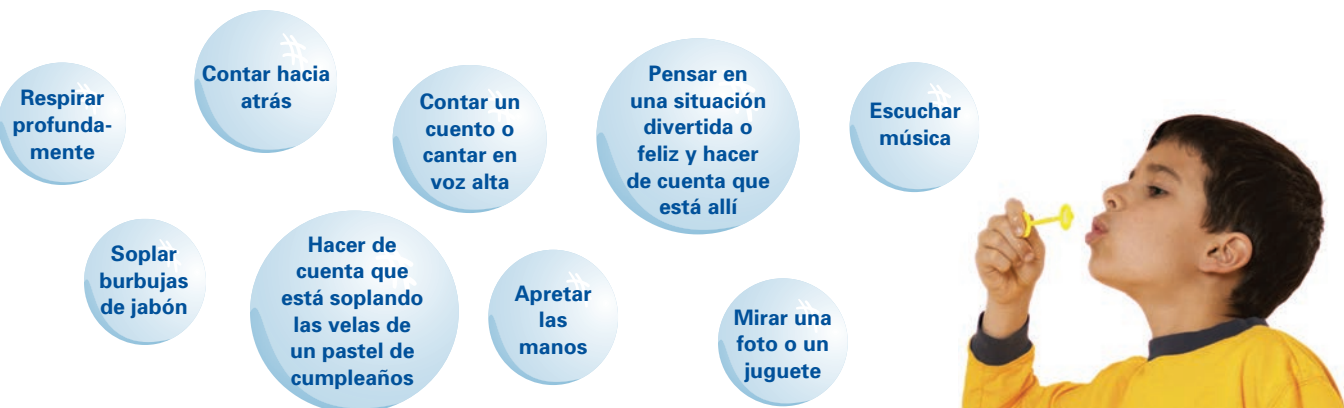 Respirar
profunda-
mente
Contar hacia
atrás
Contar un
cuento o
cantar en
voz alta
Pensar en
una situación
divertida o
feliz y hacer
de cuenta que
está allí
Escuchar
música
Soplar
burbujas
de jabón
Hacer de
cuenta que
está soplando
las velas de
un pastel de
cumpleaños
Apretar
las
manos
Mirar una
foto o un
juguete